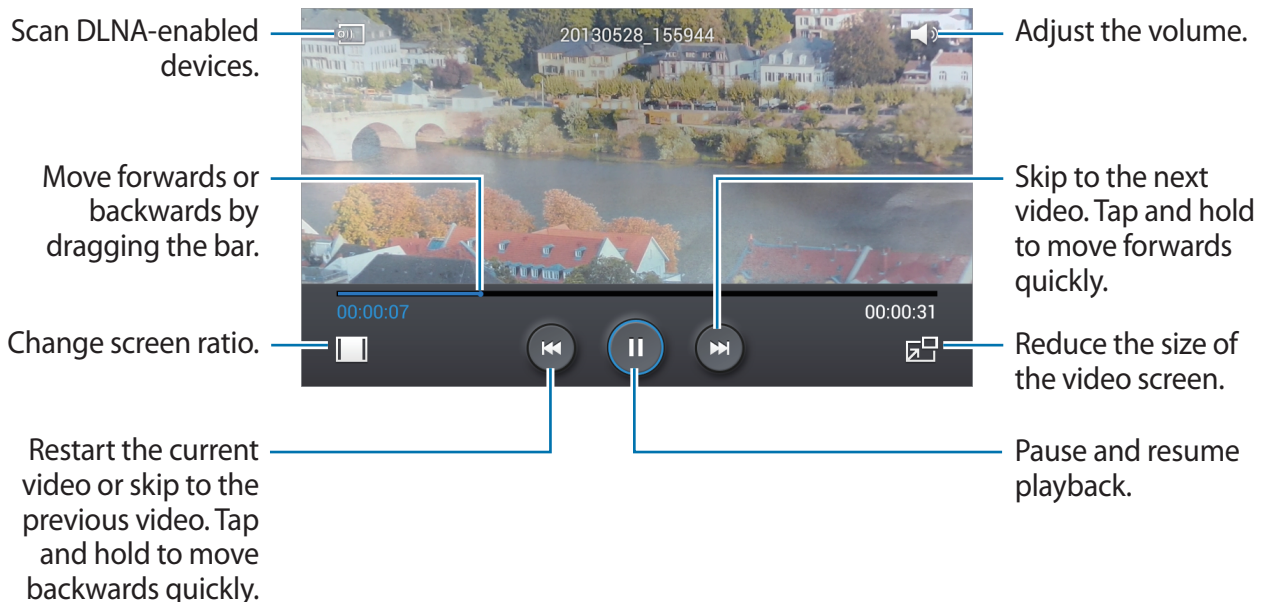 Scan DLNA-enabled
devices.
20130528_155944
Adjust the volume.
Move forwards or
backwards by
dragging the bar.
Skip to the next
video. Tap and hold
to move forwards
quickly.
00:00:07
00:00:31
Change screen ratio.
Reduce the size of
the video screen.
Restart the current
video or skip to the
previous video. Tap
and hold to move
backwards quickly.
Pause and resume
playback.